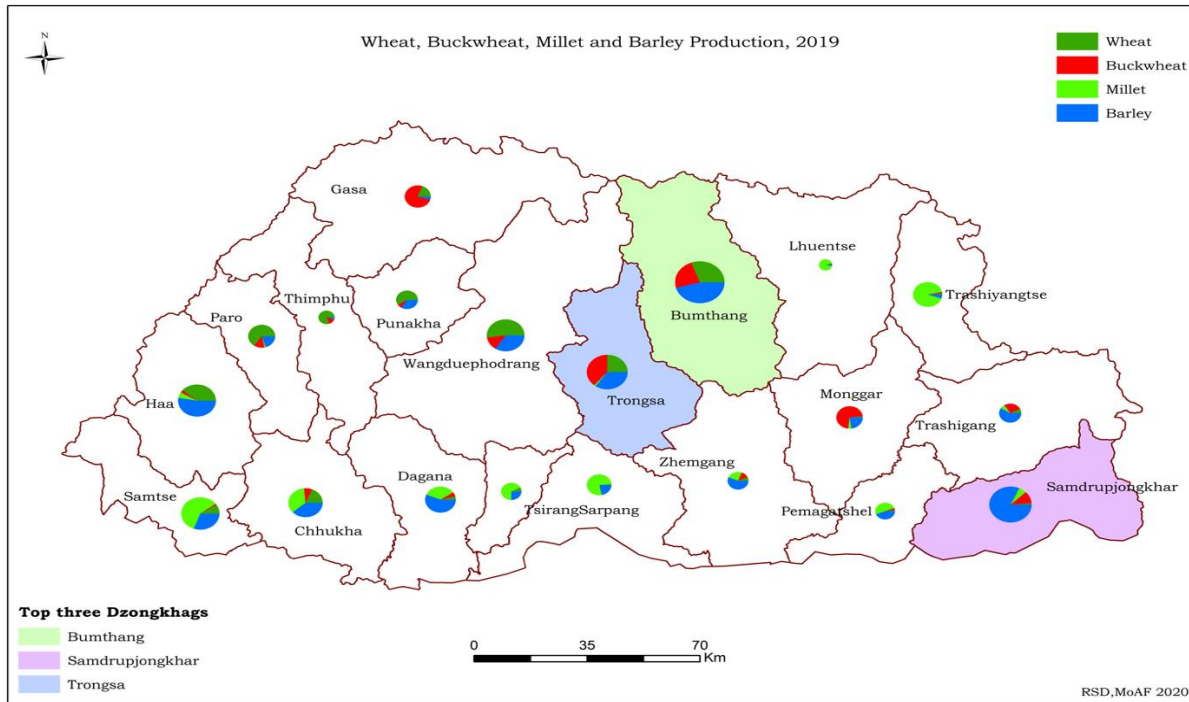 N
Wheat, Buckwheat, Millet and Barley Production, 2019
Wheat
Buckwheat
Millet
Barley
Gasa
Lhuentse
Thimphu
Punakha
Bumthang
Trashiyangtse
Paro
Wangduephodrang
Haa
Trongsa
Monggar
Trashigang
Zhemgang
Dagana
Samtse
Chhukha
TsirangSarpang
Pemagatshel
Samdrupjongkhar
Top three Dzongkhags
Bumthang
Samdrupjongkhar
Trongsa
0 35 70
Km
RSD,MoAF 2020